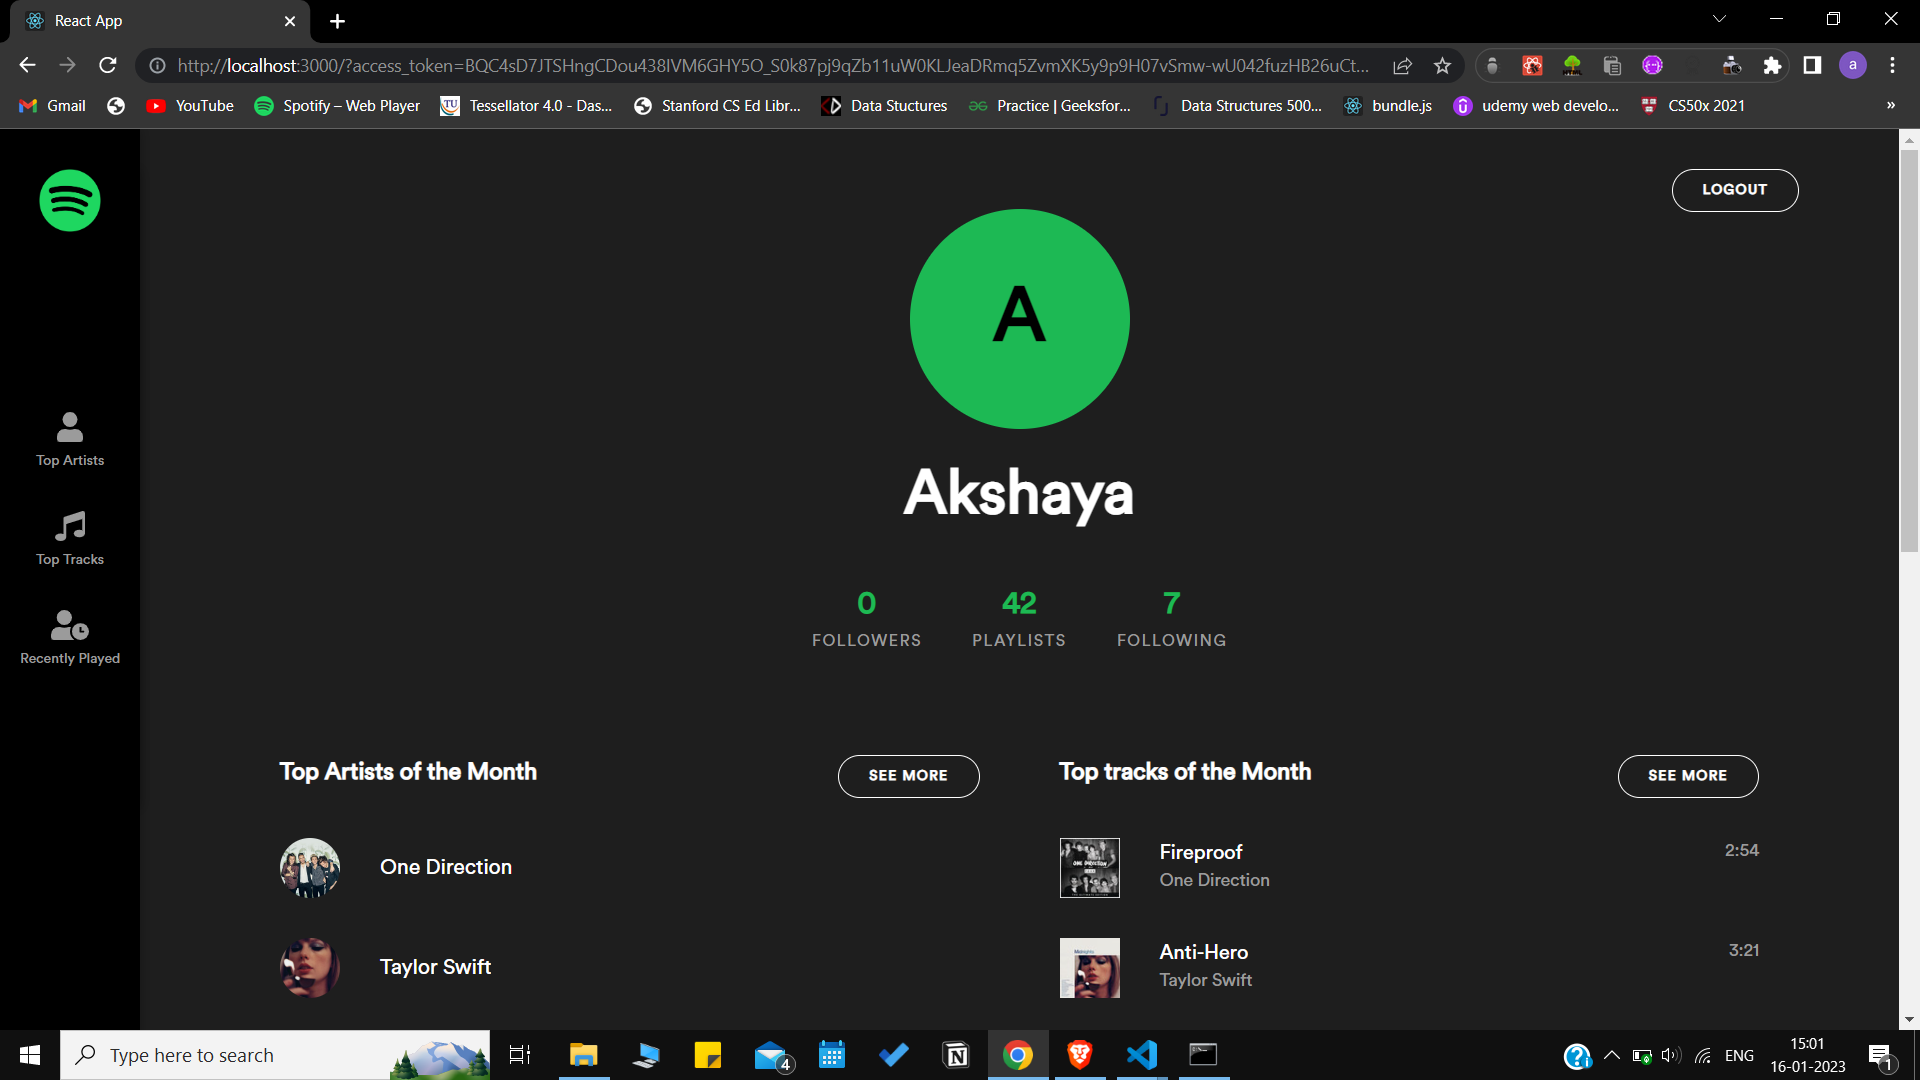 React App
http://localhost:3000/?access_token=BQC4sD7JTSHngCDou438IVM6GHY5O_S0k87pj9qZb11uW0KLJeaDRmq5ZvmXK5y9p9H07vSmw-wU042fuzHB26uCt...
a
Gmail
YouTube
Spotify – Web Player
TU
Tessellator 4.0 - Das...
Stanford CS Ed Libr...
Data Stuctures
Practice | Geeksfor...
Data Structures 500...
bundle.js
udemy web develo...
CS50x 2021
»
LOGOUT
A
Akshaya
0 42 7
FOLLOWERS PLAYLISTS FOLLOWING
Top Artists
Top Tracks
Recently Played
Top Artists of the Month
SEE MORE
One Direction
Taylor Swift
Top tracks of the Month
SEE MORE
Fireproof
2:54
One Direction
Anti-Hero
3:21
Taylor Swift
Type here to search
4
ENG
15:01
16-01-2023
1